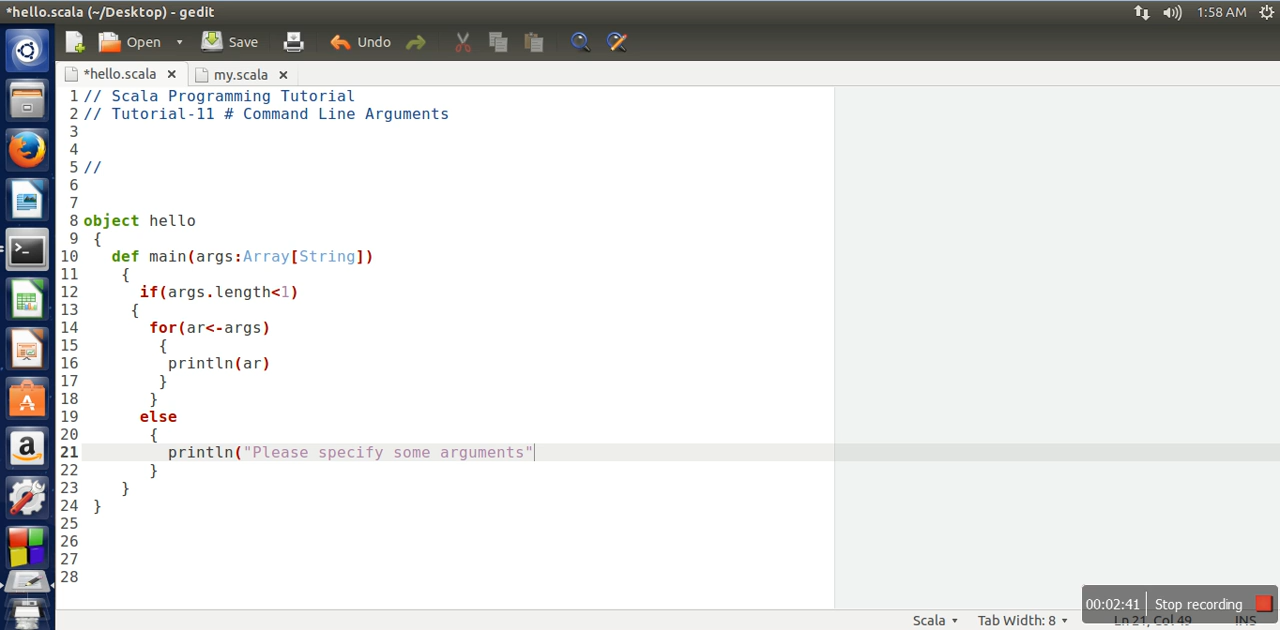 *hello.scala (~/Desktop) - gedit 1:58 AM
Open Save Undo
*hello.scala × my.scala ×
1 // Scala Programming Tutorial
2 // Tutorial-11 # Command Line Arguments
3
4
5 //
6
7
8 object hello
9 {
10 def main(args:Array[String])
11 {
12 if(args.length<1)
13 {
14 for(ar<-args)
15 {
16 println(ar)
17 }
18 }
19 else
20 {
21 println("Please specify some arguments"
22 }
23 }
24 }
25
26
27
28
00:02:41 Stop recording
Scala Tab Width: 8 Ln 21, Col 49 INS